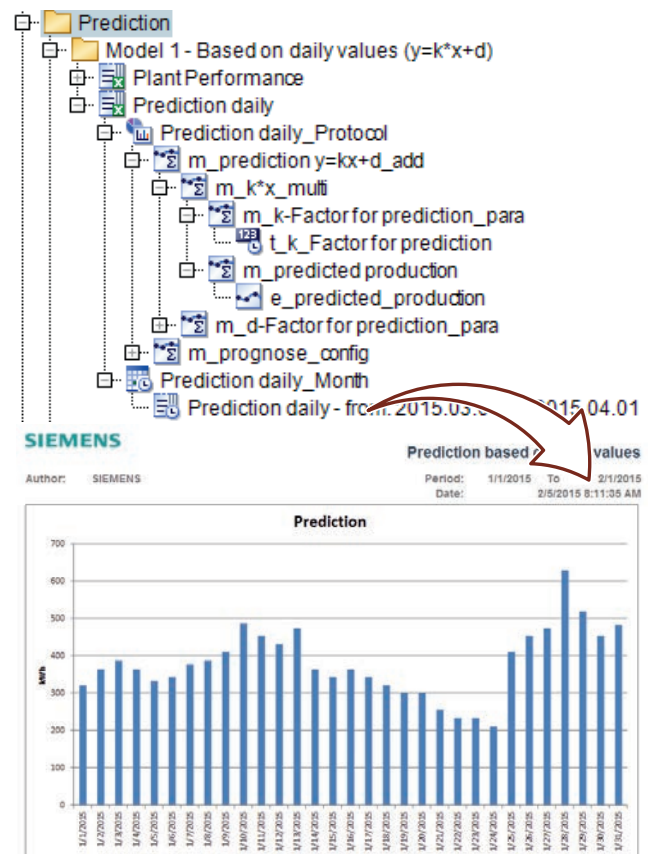 Prediction
Model 1 - Based on daily values (y=k*x+d)
Plant Performance
Prediction daily
Prediction daily_Protocol
m_prediction y=kx+d_add
m_k*x_multi
m_k-Factor for prediction_para
123
t_k_Factor for prediction
m_predicted production
e_predicted_production
m_d-Factor for prediction_para
m_prognose_config
Prediction daily_Month
Prediction daily - from: 2015.03. 2015.04.01
SIEMENS
Prediction based values
Author: SIEMENS Period: 1/1/2015 To 2/1/2015
Date: 2/5/2015 8:11:35 AM
Prediction
700
600
500
400
300
200
100
0
kWh
1/1/2015 1/2/2015 1/3/2015 1/4/2015 1/5/2015 1/6/2015 1/7/2015 1/8/2015 1/9/2015 1/10/2015 1/11/2015 1/12/2015 1/13/2015 1/14/2015 1/15/2015 1/16/2015 1/17/2015 1/18/2015 1/19/2015 1/20/2015 1/21/2015 1/22/2015 1/23/2015 1/24/2015 1/25/2015 1/26/2015 1/27/2015 1/28/2015 1/29/2015 1/30/2015 1/31/2015